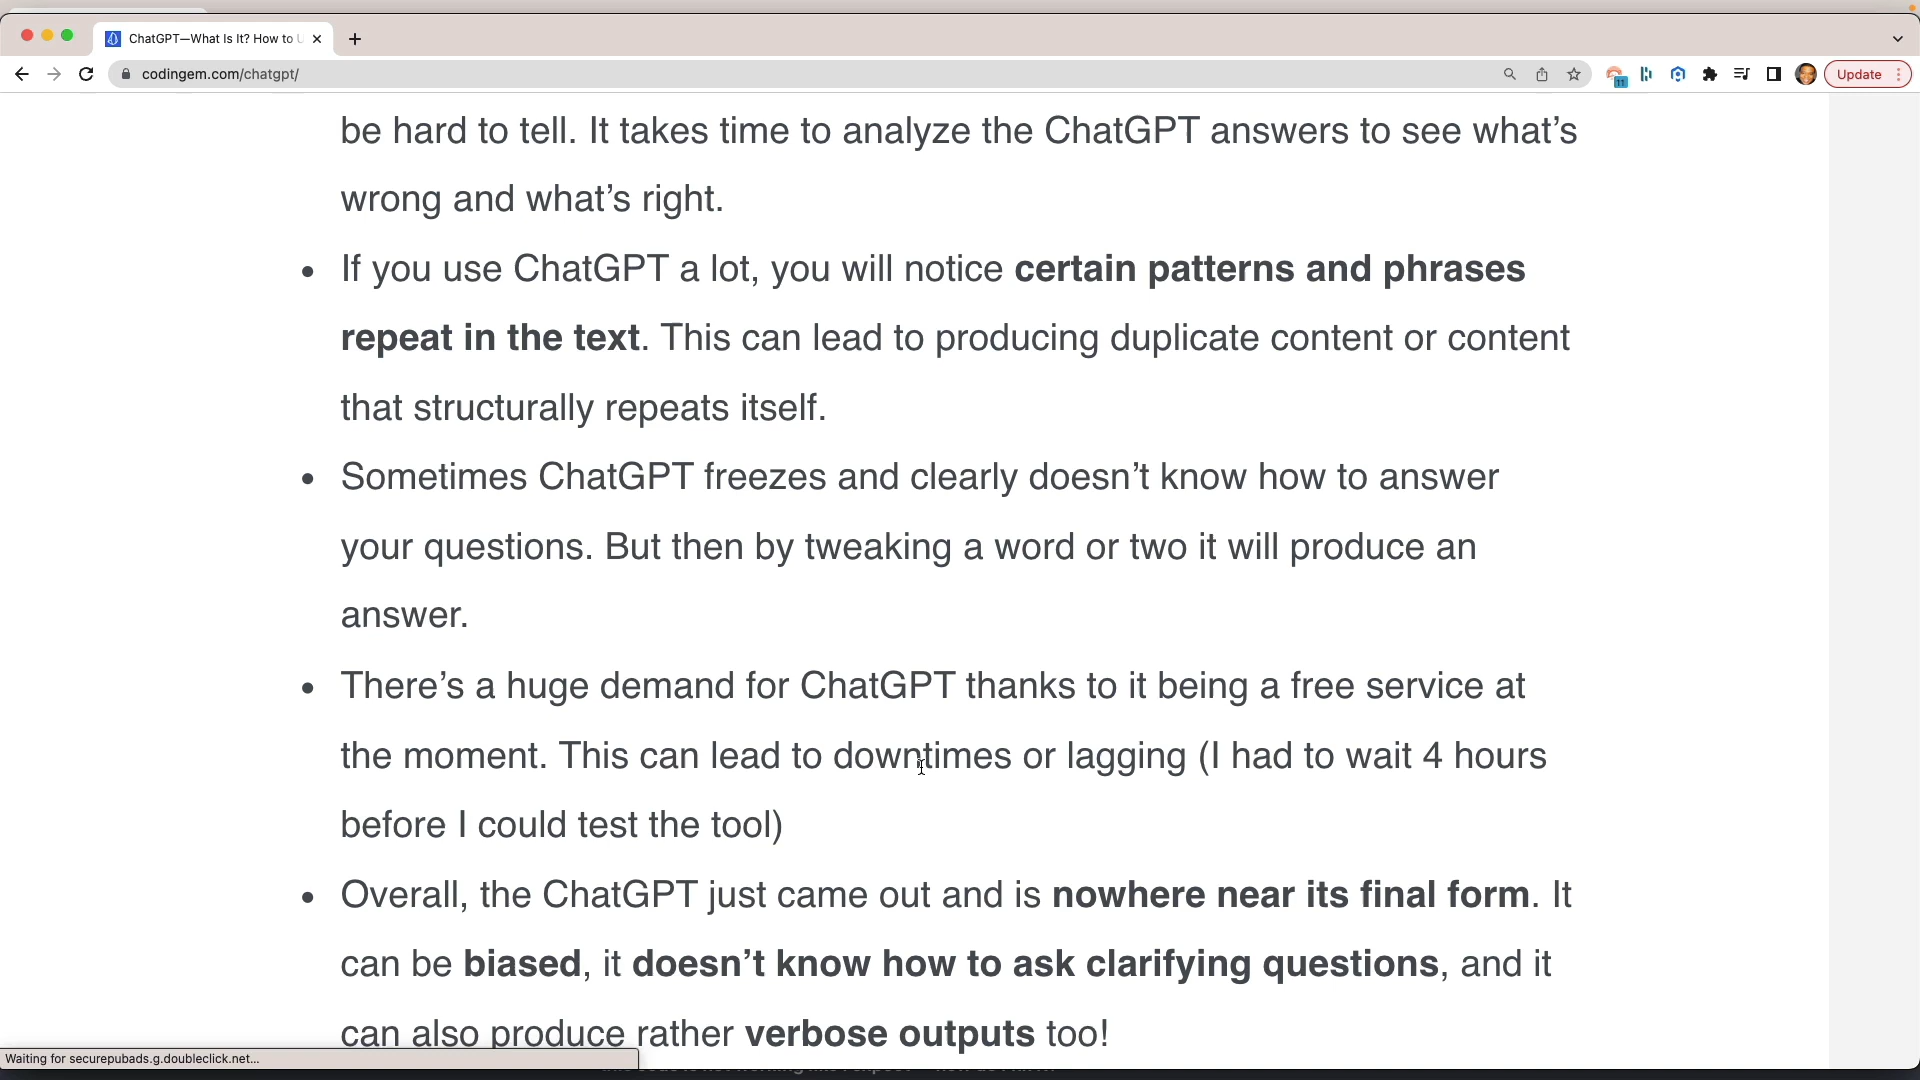 ChatGPT—What Is It? How to U
codingem.com/chatgpt/
11
Update
be hard to tell. It takes time to analyze the ChatGPT answers to see what’s
wrong and what’s right.
• If you use ChatGPT a lot, you will notice certain patterns and phrases
repeat in the text. This can lead to producing duplicate content or content
that structurally repeats itself.
• Sometimes ChatGPT freezes and clearly doesn’t know how to answer
your questions. But then by tweaking a word or two it will produce an
answer.
• There’s a huge demand for ChatGPT thanks to it being a free service at
the moment. This can lead to downtimes or lagging (I had to wait 4 hours
before I could test the tool)
• Overall, the ChatGPT just came out and is nowhere near its final form. It
can be biased, it doesn’t know how to ask clarifying questions, and it
can also produce rather verbose outputs too!
Waiting for securepubads.g.doubleclick.net...